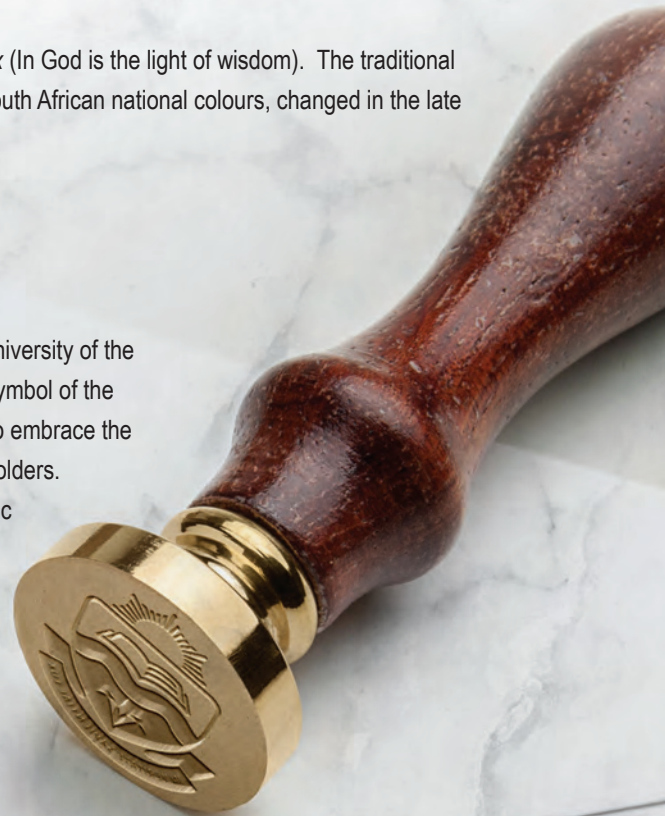 x (In God is the light of wisdom). The traditional
outh African national colours, changed in the late
niversity of the
ymbol of the
o embrace the
olders.
c